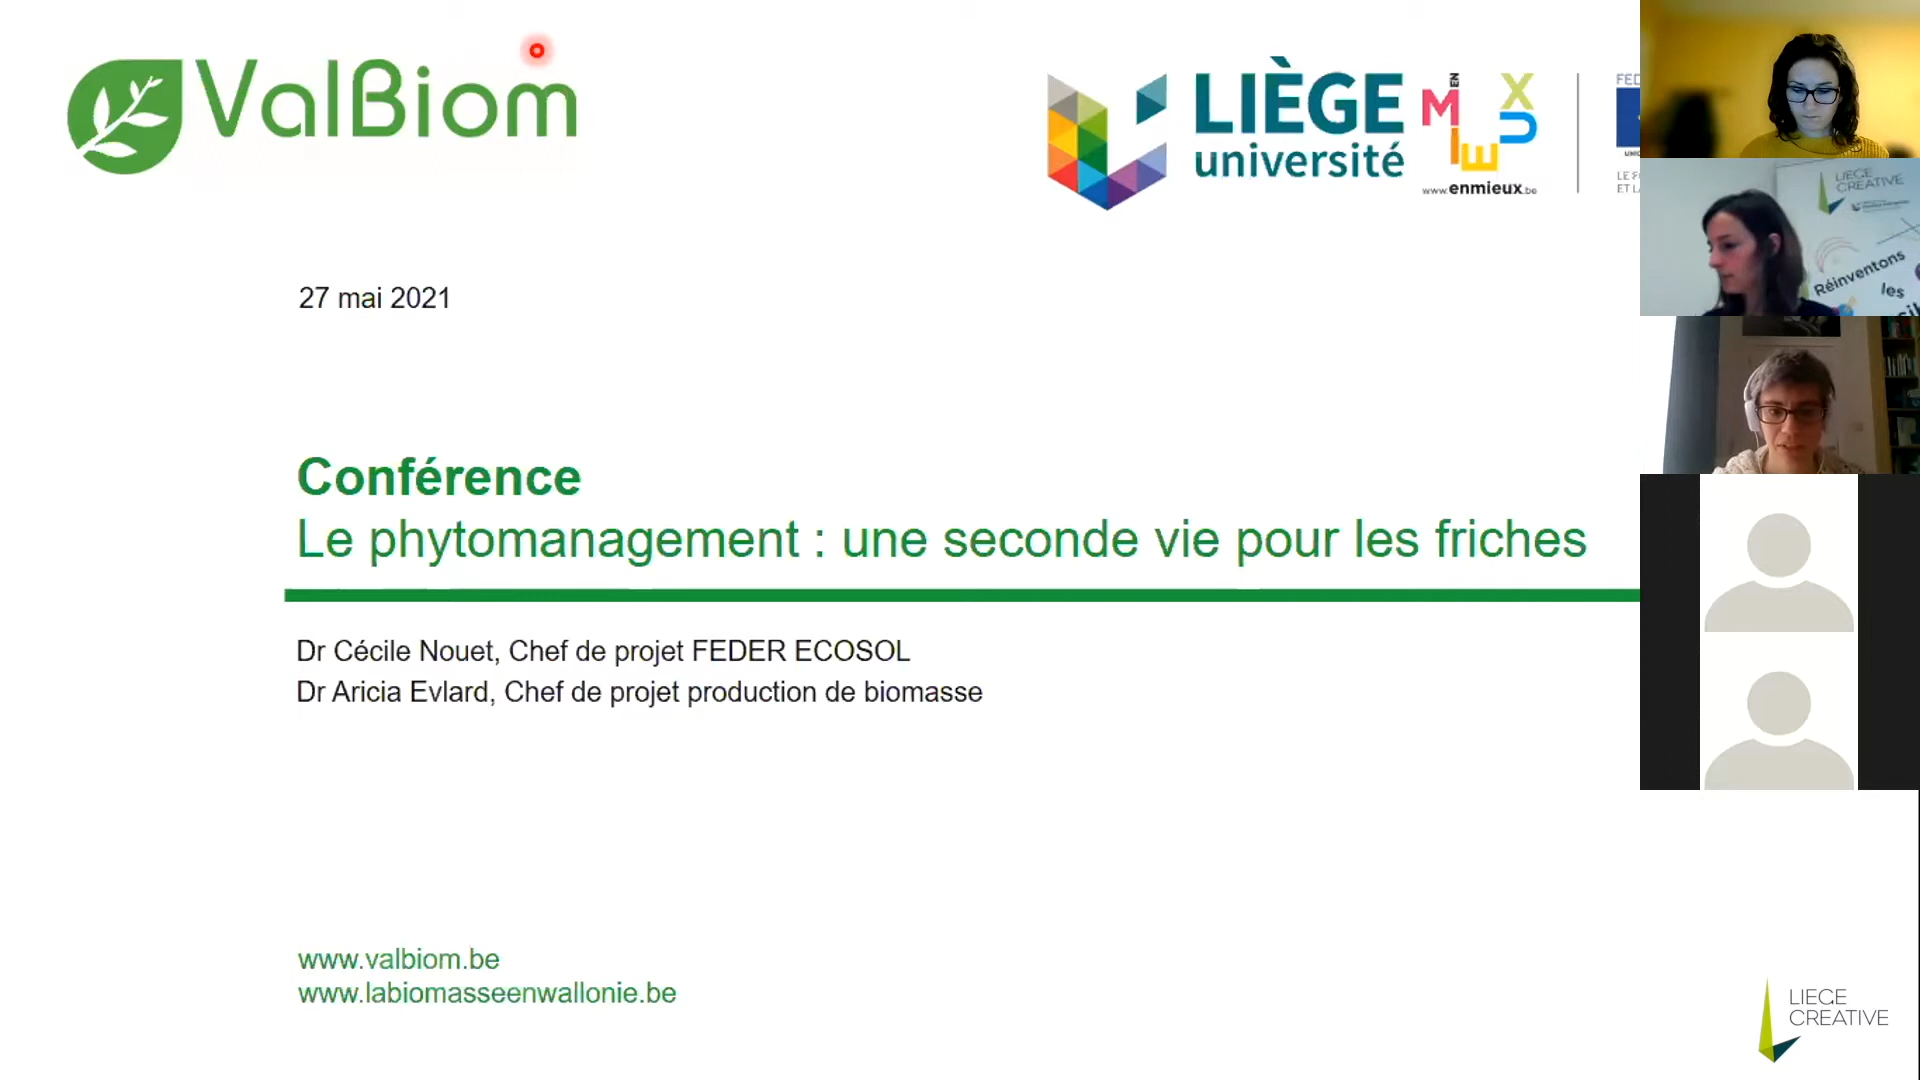 ValBiom
LIÈGE
université
EN
MIEUX
www.enmieux.be
27 mai 2021
Conférence
Le phytomanagement : une seconde vie pour les friches
Dr Cécile Nouet, Chef de projet FEDER ECOSOL
Dr Aricia Evlard, Chef de projet production de biomasse
www.valbiom.be
www.labiomasseenwallonie.be
LIEGE
CREATIVE
Réinventons
les
LIEGE
CREATIVE